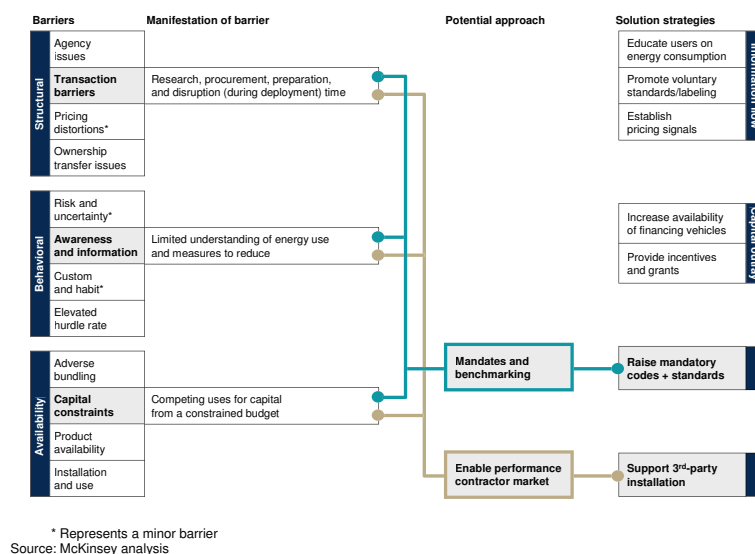 Barriers
Manifestation of barrier
Potential approach
Solution strategies
Structural
Agency
issues
Transaction
barriers
Research, procurement, preparation,
and disruption (during deployment) time
Pricing
distortions*
Ownership
transfer issues
Educate users on
energy consumption
Promote voluntary
standards/labeling
Establish
pricing signals
Information flow
Behavioral
Risk and
uncertainty*
Awareness
and information
Limited understanding of energy use
and measures to reduce
Custom
and habit*
Elevated
hurdle rate
Increase availability
of financing vehicles
Provide incentives
and grants
Capital outlay
Availability
Adverse
bundling
Capital
constraints
Competing uses for capital
from a constrained budget
Product
availability
Installation
and use
Mandates and
benchmarking
Raise mandatory
codes + standards
Enable performance
contractor market
Support 3rd-party
installation
* Represents a minor barrier
Source: McKinsey analysis